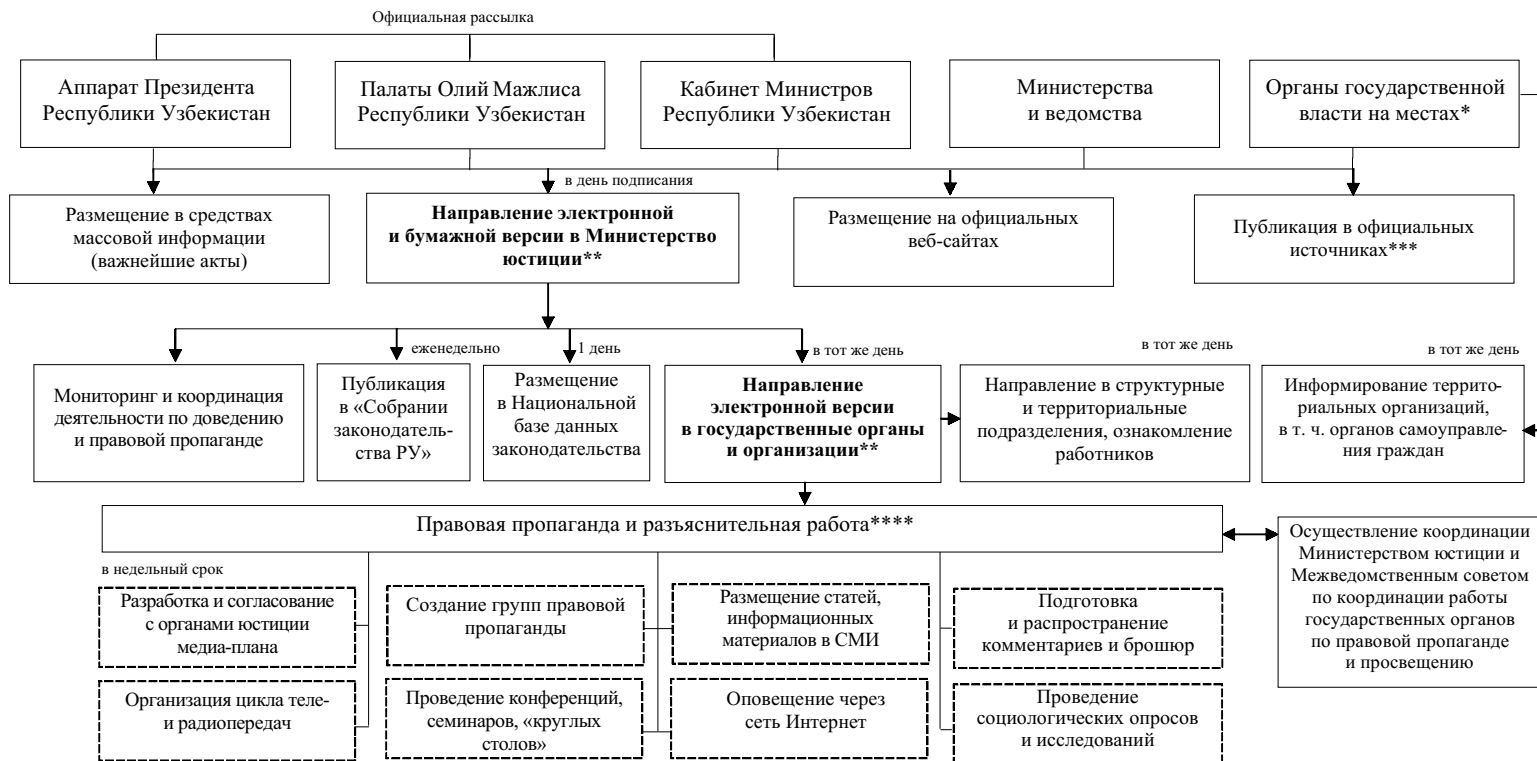 Официальная рассылка
Аппарат Президента
Республики Узбекистан
Палаты Олий Мажлиса
Республики Узбекистан
Кабинет Министров
Республики Узбекистан
Министерства
и ведомства
Органы государственной
власти на местах*
в день подписания
Размещение в средствах
массовой информации
(важнейшие акты)
Направление электронной
и бумажной версии в Министерство
юстиции**
Размещение на официальных
веб-сайтах
Публикация в официальных
источниках***
еженедельно
1 день
в тот же день
в тот же день
в тот же день
Мониторинг и координация
деятельности по доведению
и правовой пропаганде
Публикация
в «Собрании
законодатель-
ства РУ»
Размещение
в Национальной
базе данных
законодательства
Направление
электронной версии
в государственные органы
и организации**
Направление в структурные
и территориальные
подразделения, ознакомление
работников
Информирование террито-
риальных организаций,
в т. ч. органов самоуправле-
ния граждан
Правовая пропаганда и разъяснительная работа****
Осуществление координации
Министерством юстиции и
Межведомственным советом
по координации работы
государственных органов
по правовой пропаганде
и просвещению
в недельный срок
Разработка и согласование
с органами юстиции
медиа-плана
Создание групп правовой
пропаганды
Размещение статей,
информационных
материалов в СМИ
Подготовка
и распространение
комментариев и брошюр
Организация цикла теле-
и радиопередач
Проведение конференций,
семинаров, «круглых
столов»
Оповещение через
сеть Интернет
Проведение
социологических опросов
и исследований